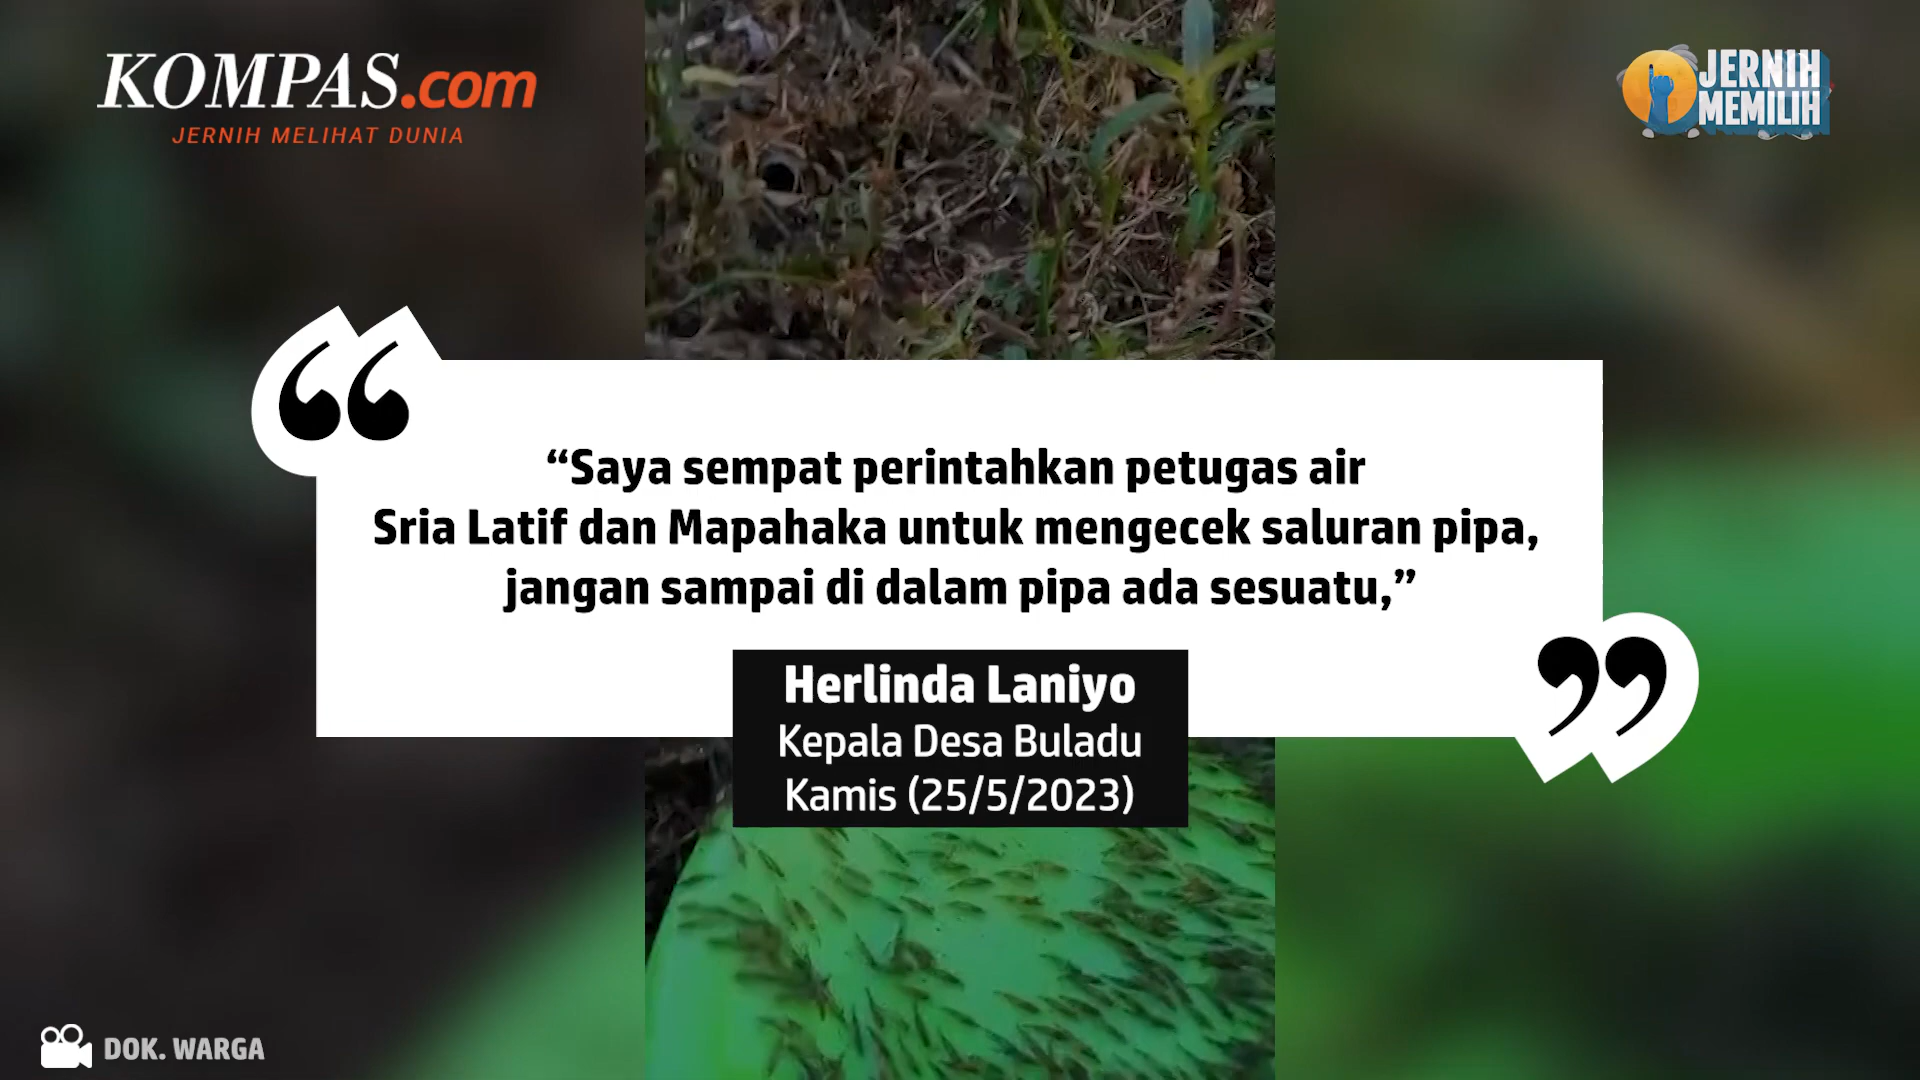 KOMPAS.com
JERNIH MELIHAT DUNIA
JERNIH
MEMILIH
“Saya sempat perintahkan petugas air
Sria Latif dan Mapahaka untuk mengecek saluran pipa,
jangan sampai di dalam pipa ada sesuatu,”
Herlinda Laniyo
Kepala Desa Buladu
Kamis (25/5/2023)
DOK. WARGA